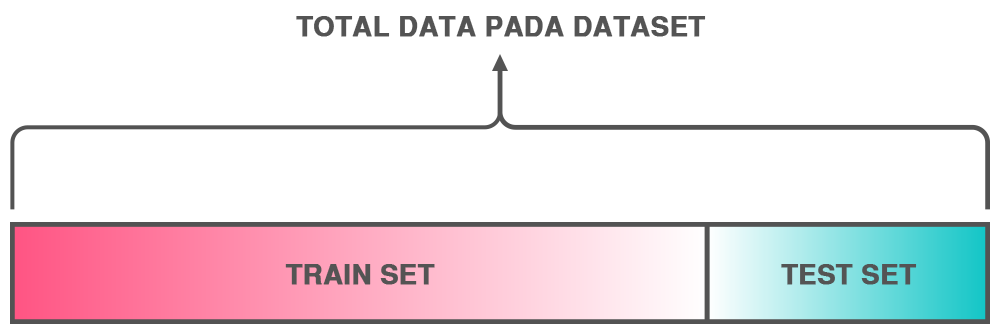 TOTAL DATA PADA DATASET
TRAIN SET
TEST SET